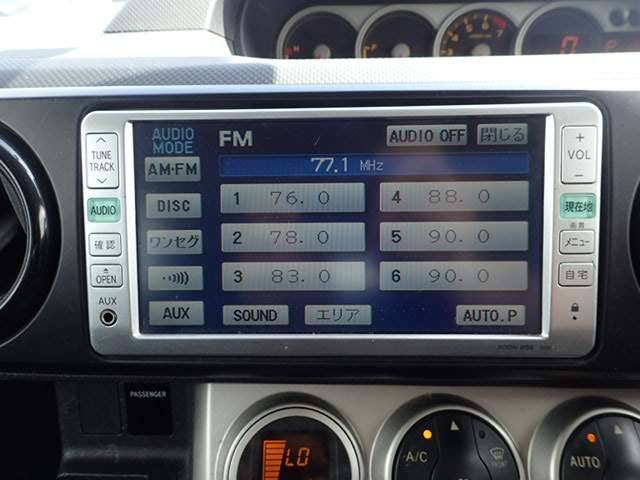 AUDIO MODE
FM
AUDIO OFF
閉じる
77.1 MHz
AM·FM
DISC
ワンセグ
AUX
1 76.0
2 78.0
3 83.0
4 88.0
5 90.0
6 90.0
SOUND
エリア
AUTO.P
TUNE
TRACK
AUDIO
確認
OPEN
AUX
+
VOL
-
現在地
画質
メニュー
自宅
PASSENGER
LO
A/C
AUTO
0
P